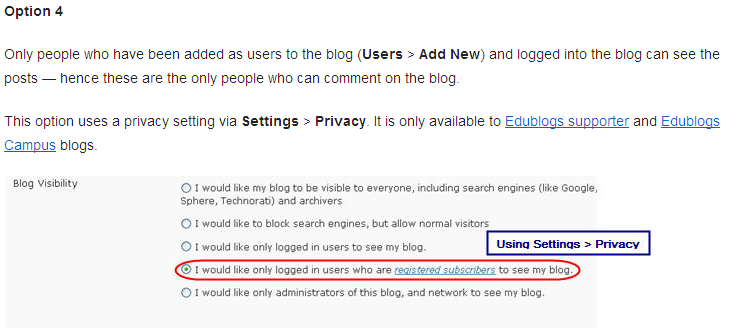 Option 4
Only people who have been added as users to the blog (Users > Add New) and logged into the blog can see the
posts — hence these are the only people who can comment on the blog.
This option uses a privacy setting via Settings > Privacy. It is only available to Edublogs supporter and Edublogs
Campus blogs.
Blog Visibility
I would like my blog to be visible to everyone, including search engines (like Google,
Sphere, Technorati) and archivers
I would like to block search engines, but allow normal visitors
I would like only logged in users to see my blog.
Using Settings > Privacy
I would like only logged in users who are registered subscribers to see my blog.
I would like only administrators of this blog, and network to see my blog.